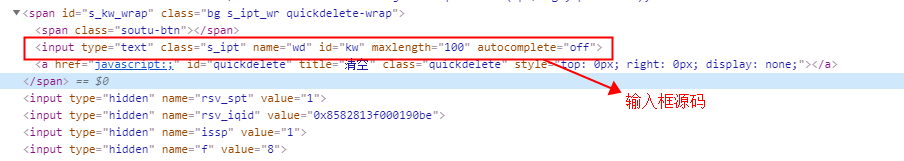 ▼<span id="s_kw_wrap" class="bg s_ipt_wr quickdelete-wrap">
<span class="soutu-btn"></span>
<input type="text" class="s_ipt" name="wd" id="kw" maxlength="100" autocomplete="off">
<a href="javascript:;" id="quickdelete" title="清空" class="quickdelete" style="top: 0px; right: 0px; display: none;"></a>
</span> == $0
输入框源码
<input type="hidden" name="rsv_spt" value="1">
<input type="hidden" name="rsv_iqid" value="0x8582813f000190be">
<input type="hidden" name="issp" value="1">
<input type="hidden" name="f" value="8">